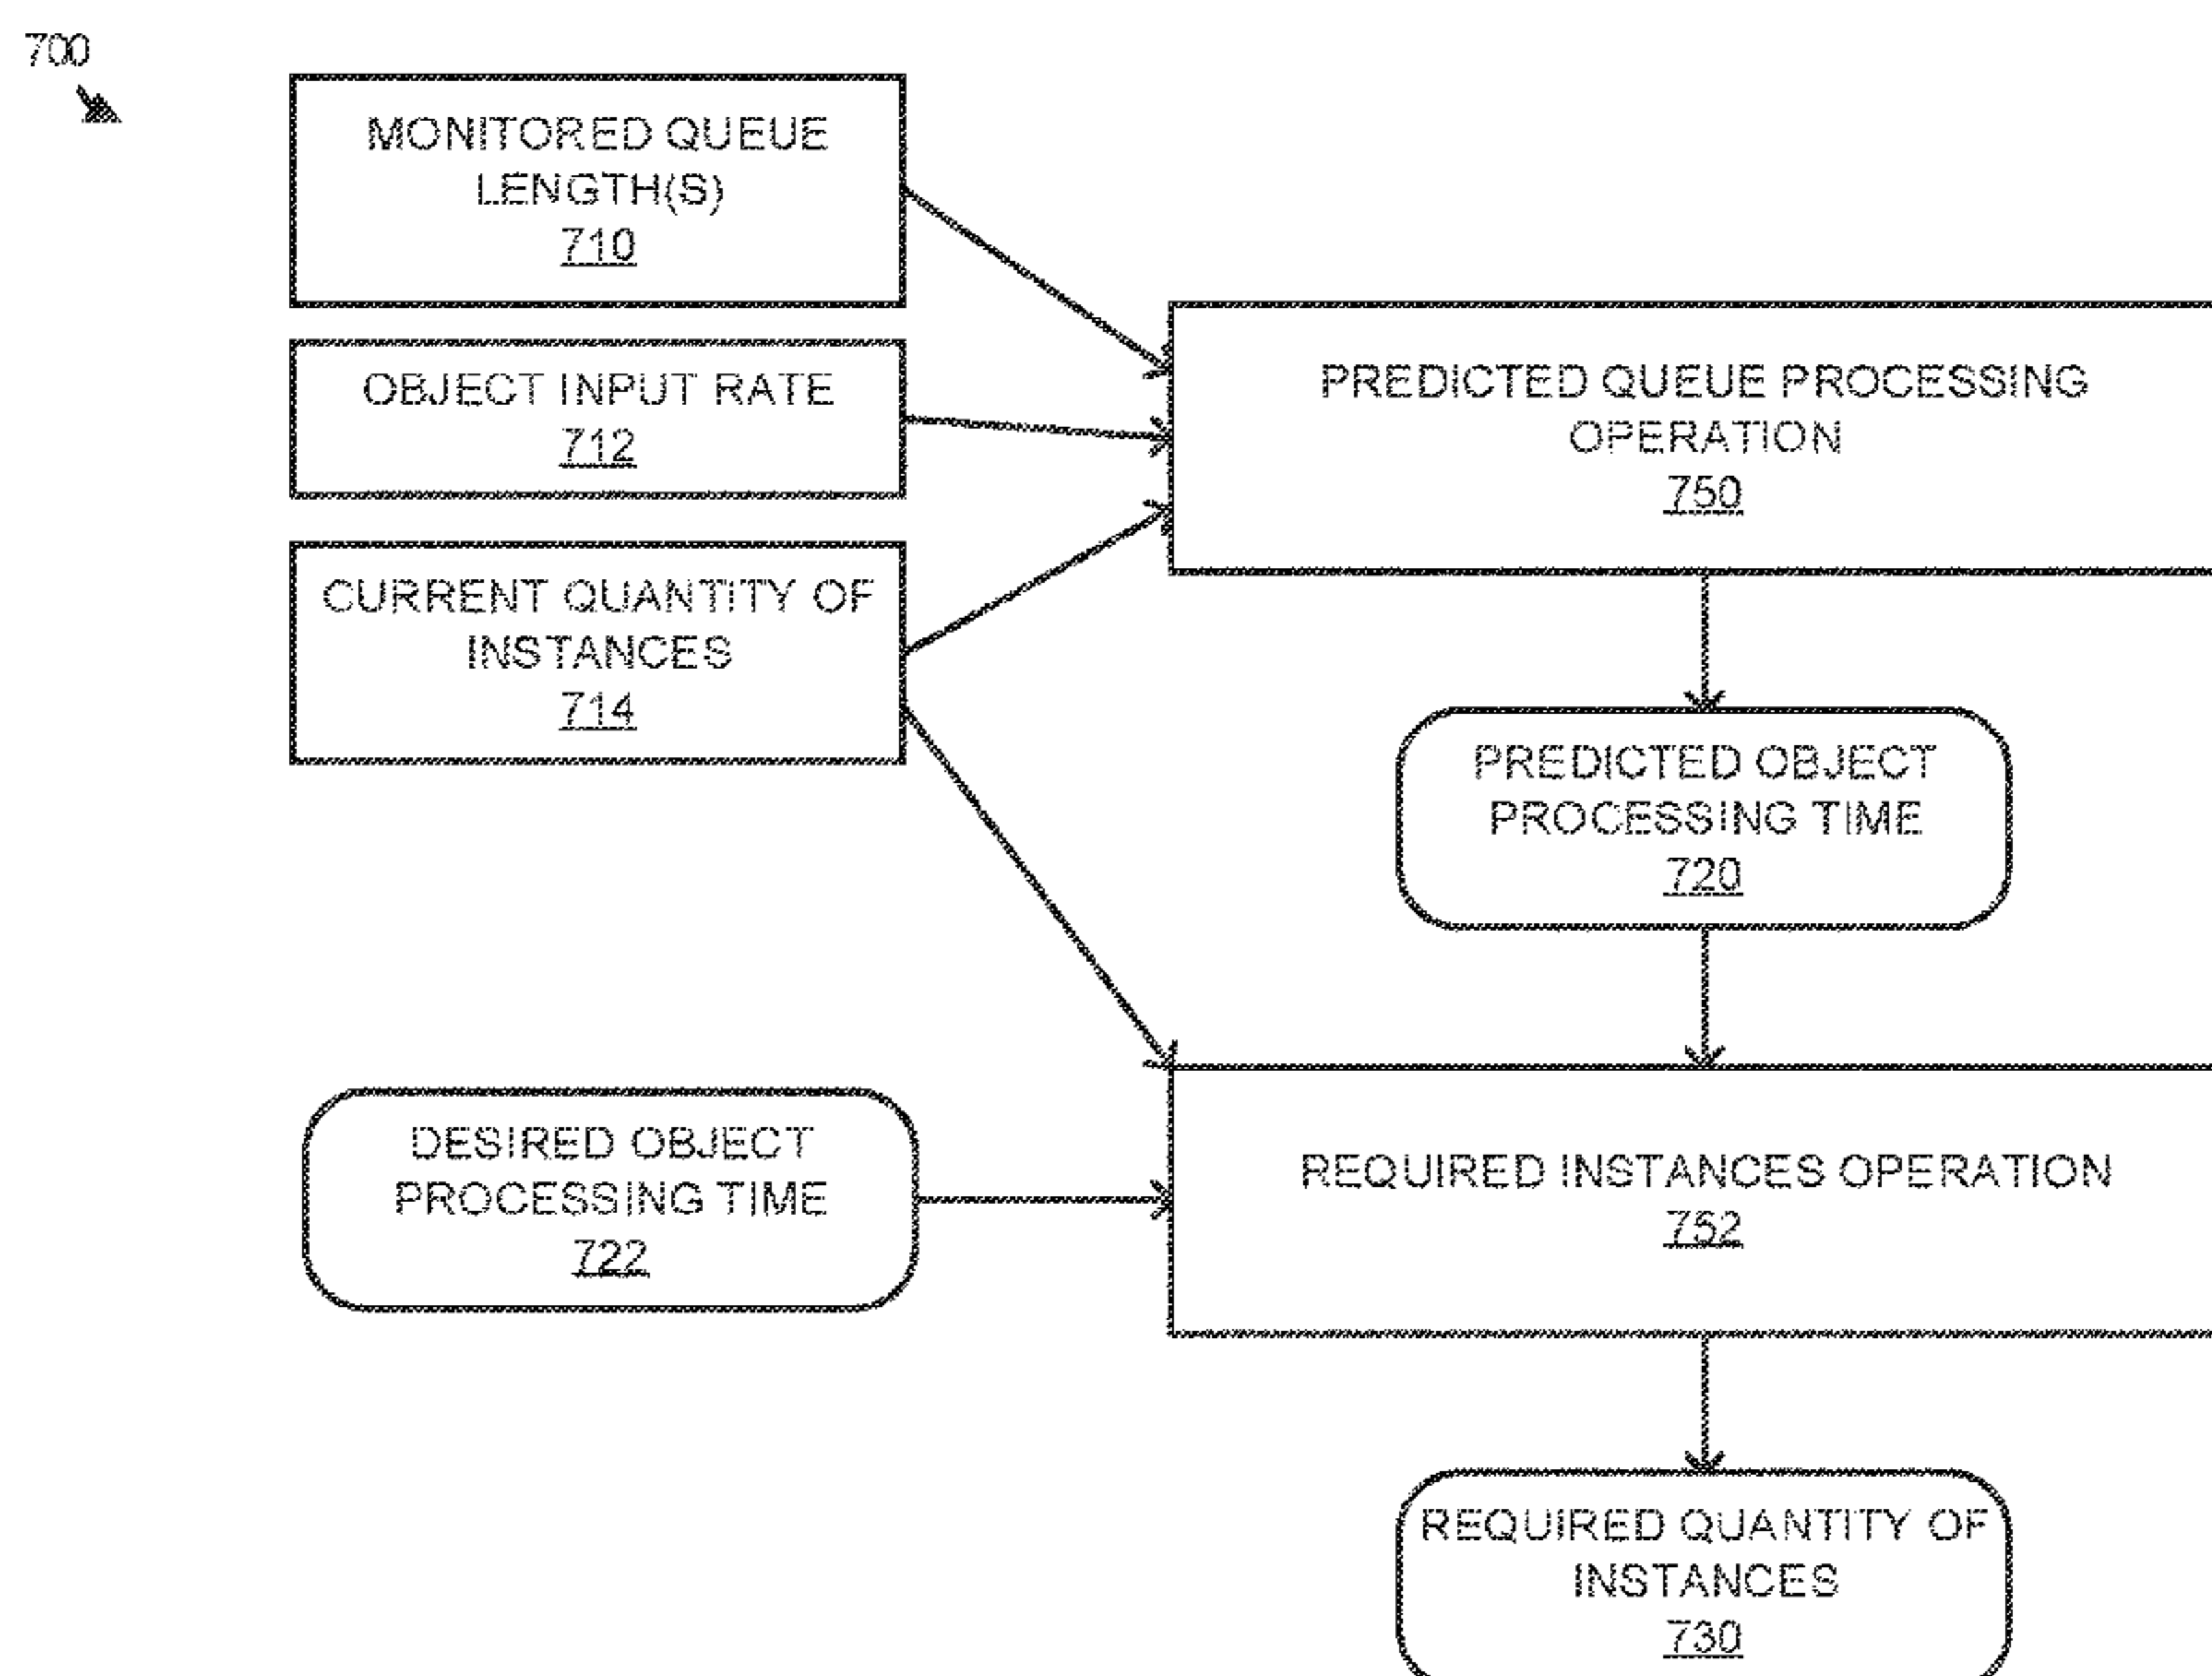 700
MONITORED QUEUE
LENGTH(S)
710
OBJECT INPUT RATE
712
CURRENT QUANTITY OF
INSTANCES
714
PREDICTED QUEUE PROCESSING
OPERATION
750
PREDICTED OBJECT
PROCESSING TIME
720
DESIRED OBJECT
PROCESSING TIME
722
REQUIRED INSTANCES OPERATION
752
REQUIRED QUANTITY OF
INSTANCES
730